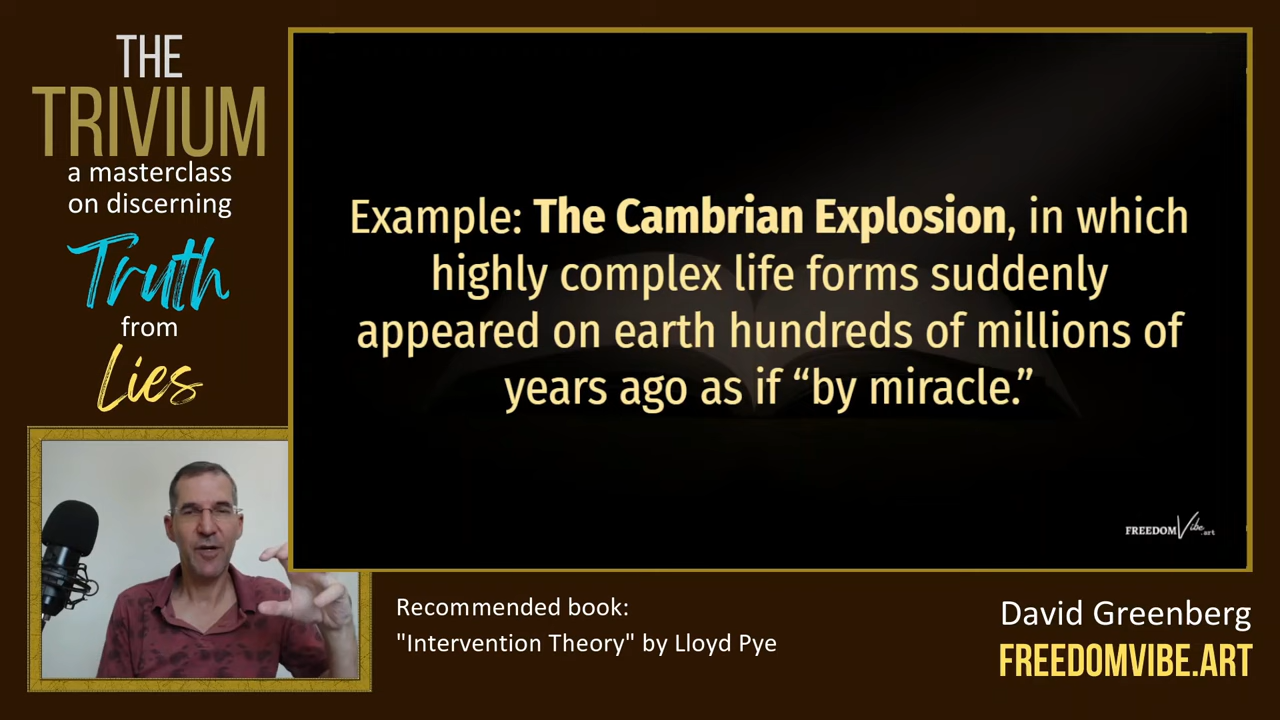 THE
TRIVIUM
a masterclass
on discerning
Truth
from
Lies
Example: The Cambrian Explosion, in which
highly complex life forms suddenly
appeared on earth hundreds of millions of
years ago as if “by miracle.”
FREEDOMVibe.art
Recommended book:
"Intervention Theory" by Lloyd Pye
David Greenberg
FREEDOMVIBE.ART